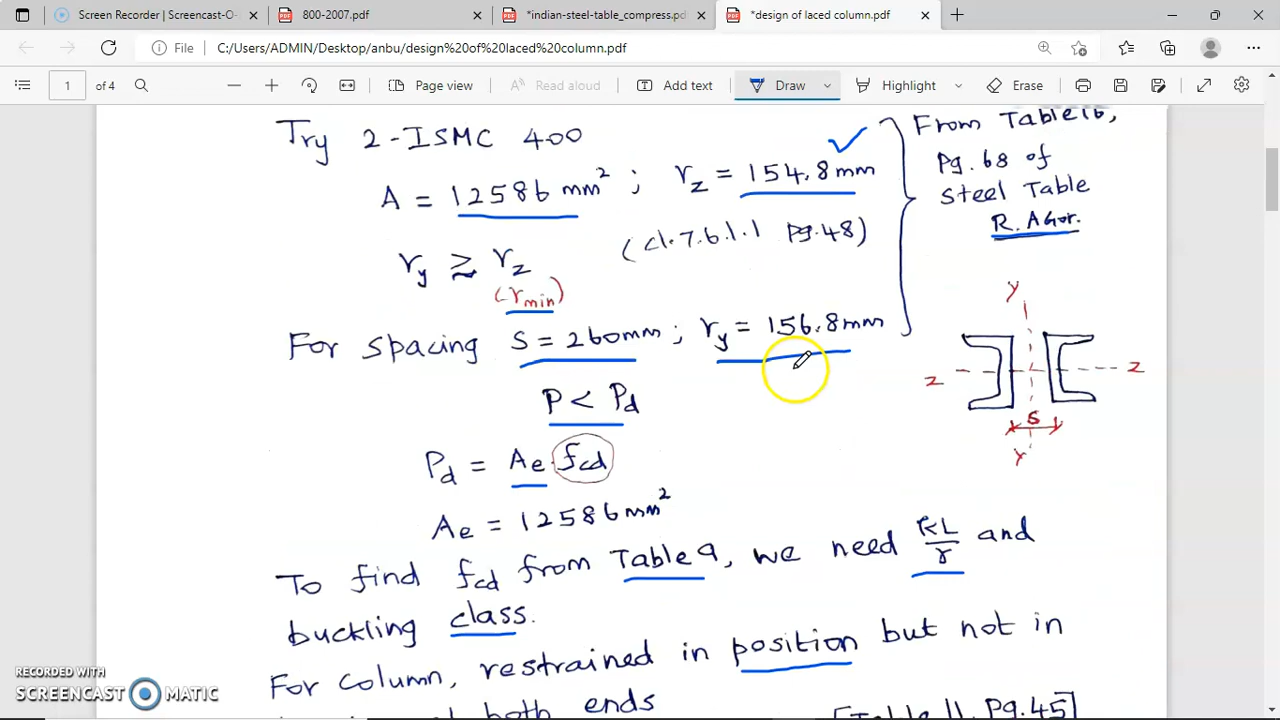 Screen Recorder | Screencast-O-
800-2007.pdf
*indian-steel-table_compress.pd
*design of laced column.pdf
File
C:/Users/ADMIN/Desktop/anbu/design%20of%20laced%20column.pdf
1 of 4
Page view
Read aloud
Add text
Draw
Highlight
Erase
Try 2-ISMC 400
A = 12586 mm² ; rz = 154.8mm
(cl.7.6.1.1 Pg.48)
ry ≳ rz
(rmin)
For spacing S = 260mm ; ry = 156.8mm
From Table 16,
Pg. 68 of
Steel Table
R. AGor.
P < Pd
Pd = Ae.fcd
Ae = 12586mm²
To find fcd from Table 9, we need KL/r and
buckling class.
For column, restrained in position but not in
both ends
[Table 11, Pg.45]
Y
Z
Z
S
Y
RECORDED WITH
SCREENCAST O MATIC